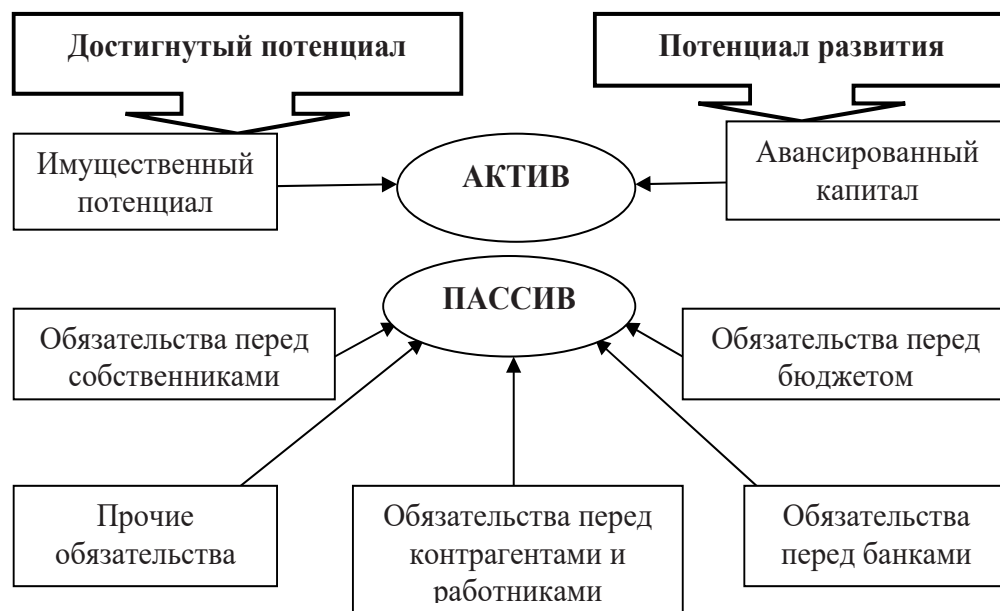 Достигнутый потенциал
Потенциал развития
Имущественный
потенциал
АКТИВ
Авансированный
капитал
ПАССИВ
Обязательства перед
собственниками
Обязательства перед
бюджетом
Прочие
обязательства
Обязательства перед
контрагентами и
работниками
Обязательства
перед банками